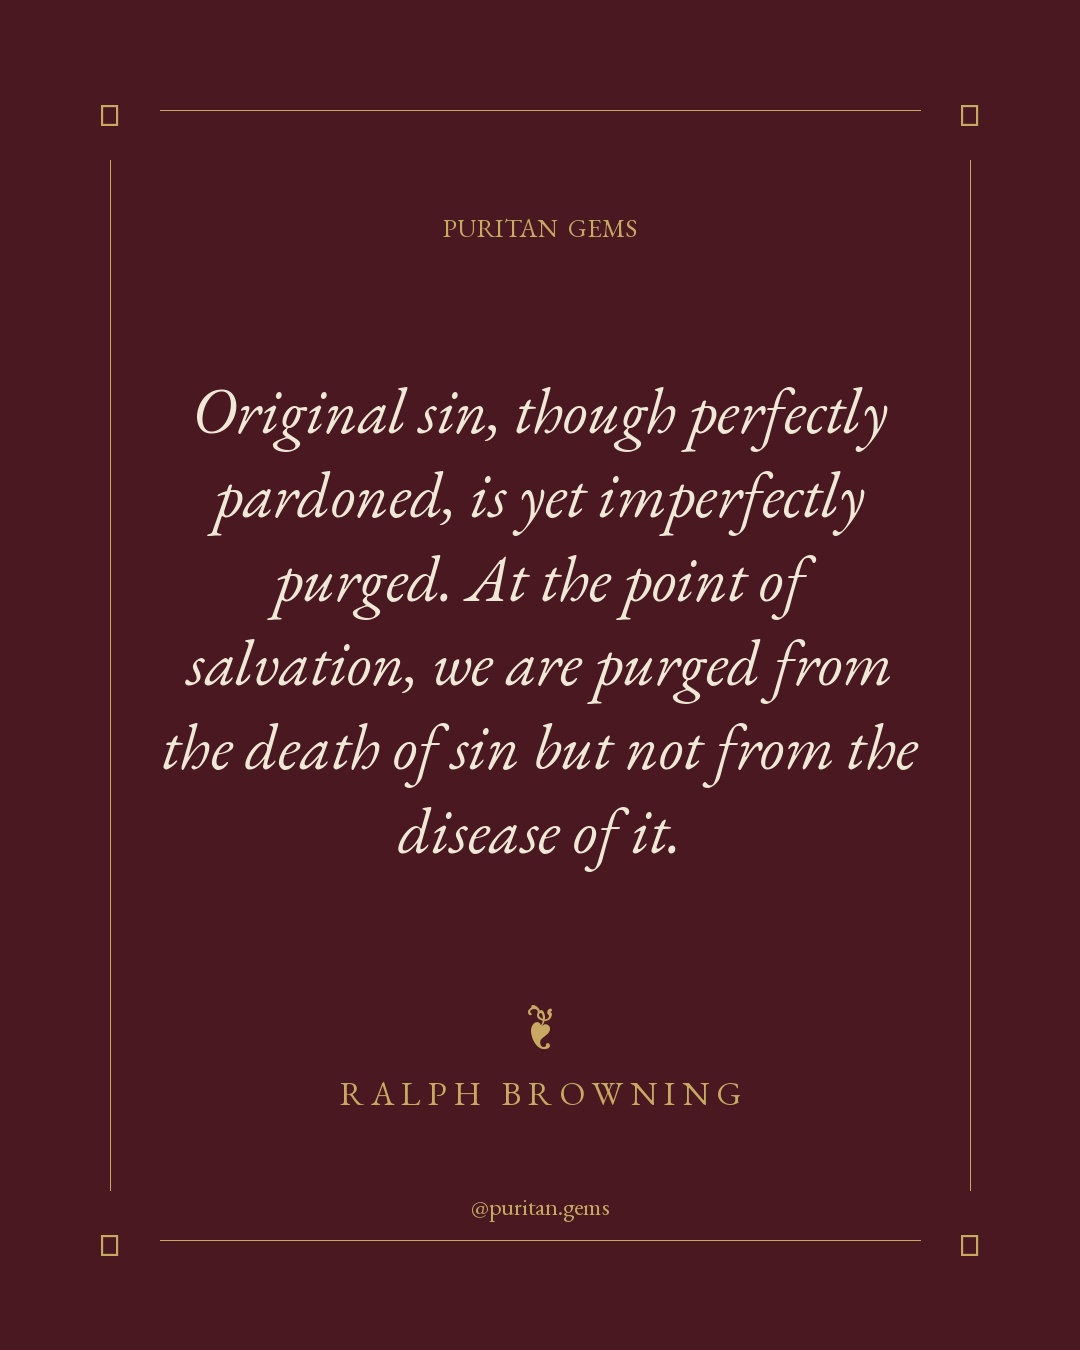 PURITAN GEMS
Original sin, though perfectly
pardoned, is yet imperfectly
purged. At the point of
salvation, we are purged from
the death of sin but not from the
disease of it.
RALPH BROWNING
@puritan.gems